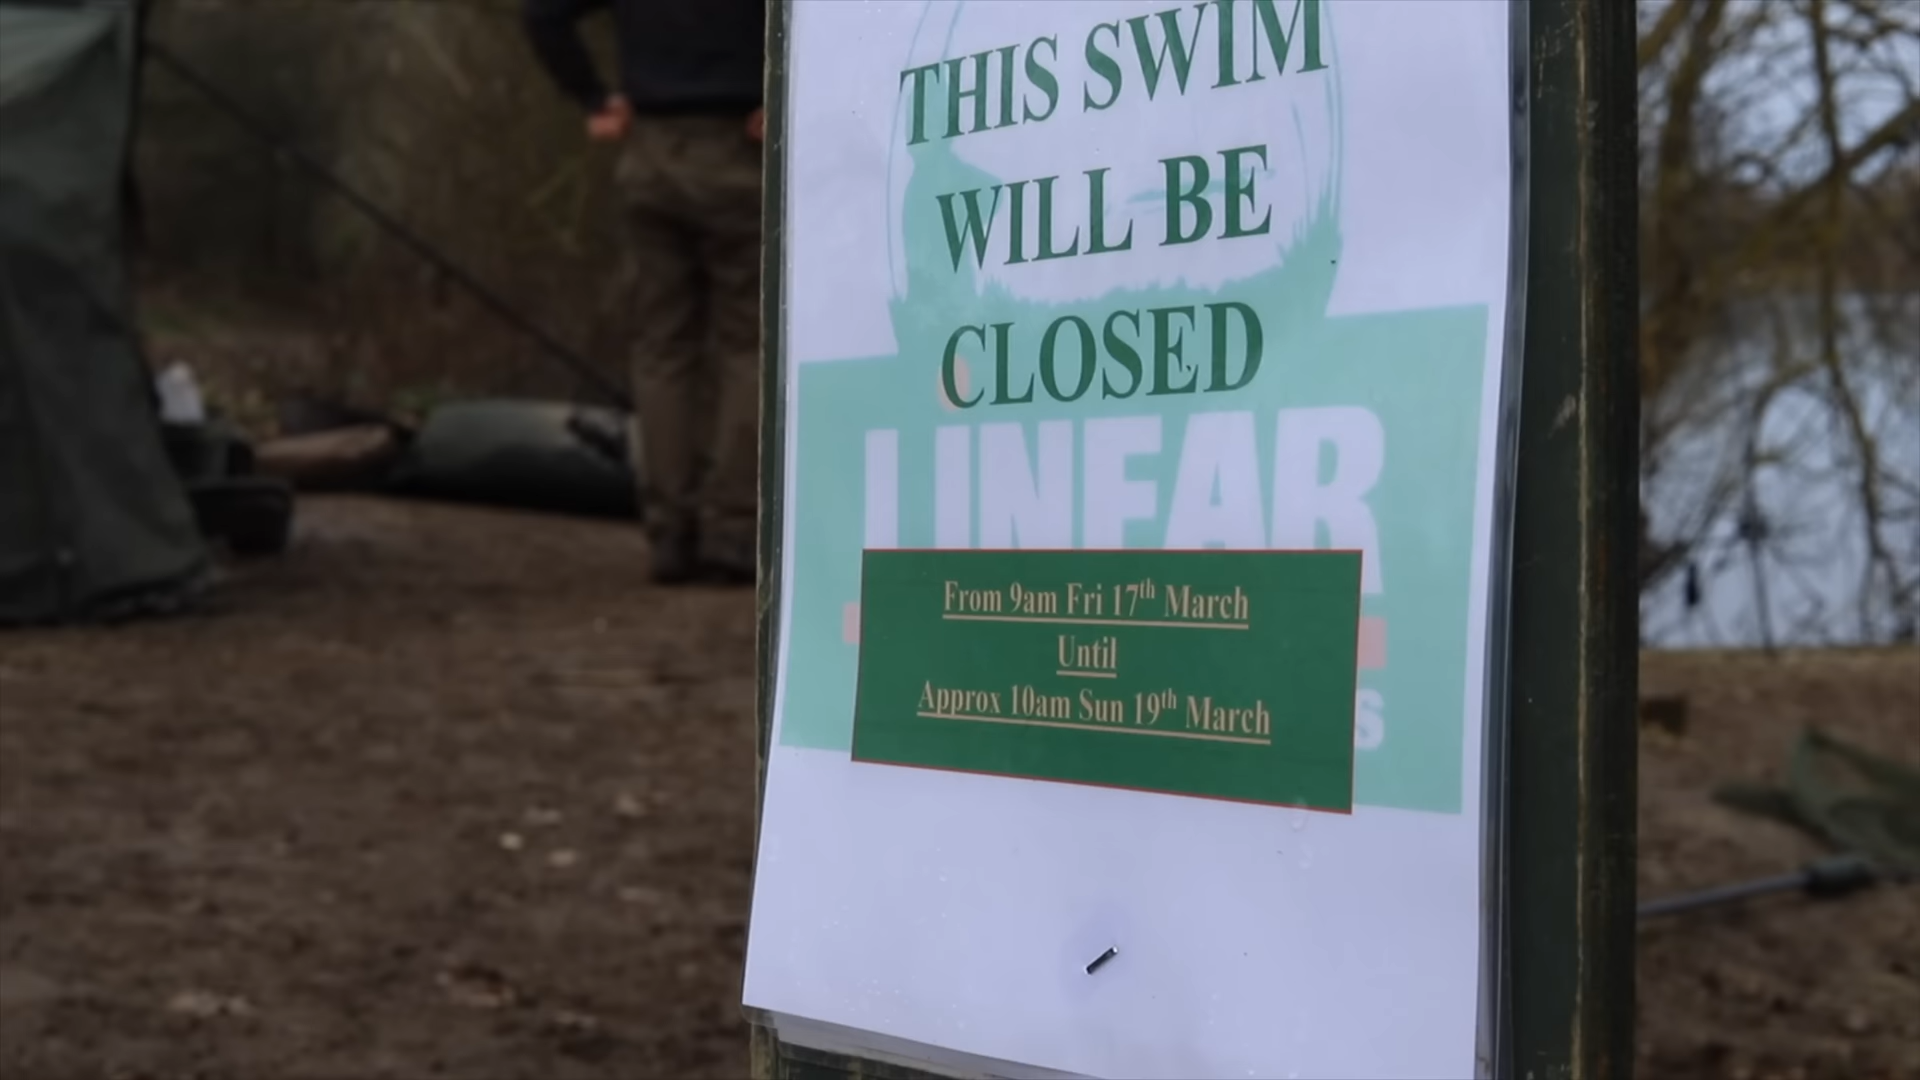 THIS SWIM
WILL BE
CLOSED
LINEAR
From 9am Fri 17th March
Until
Approx 10am Sun 19th March